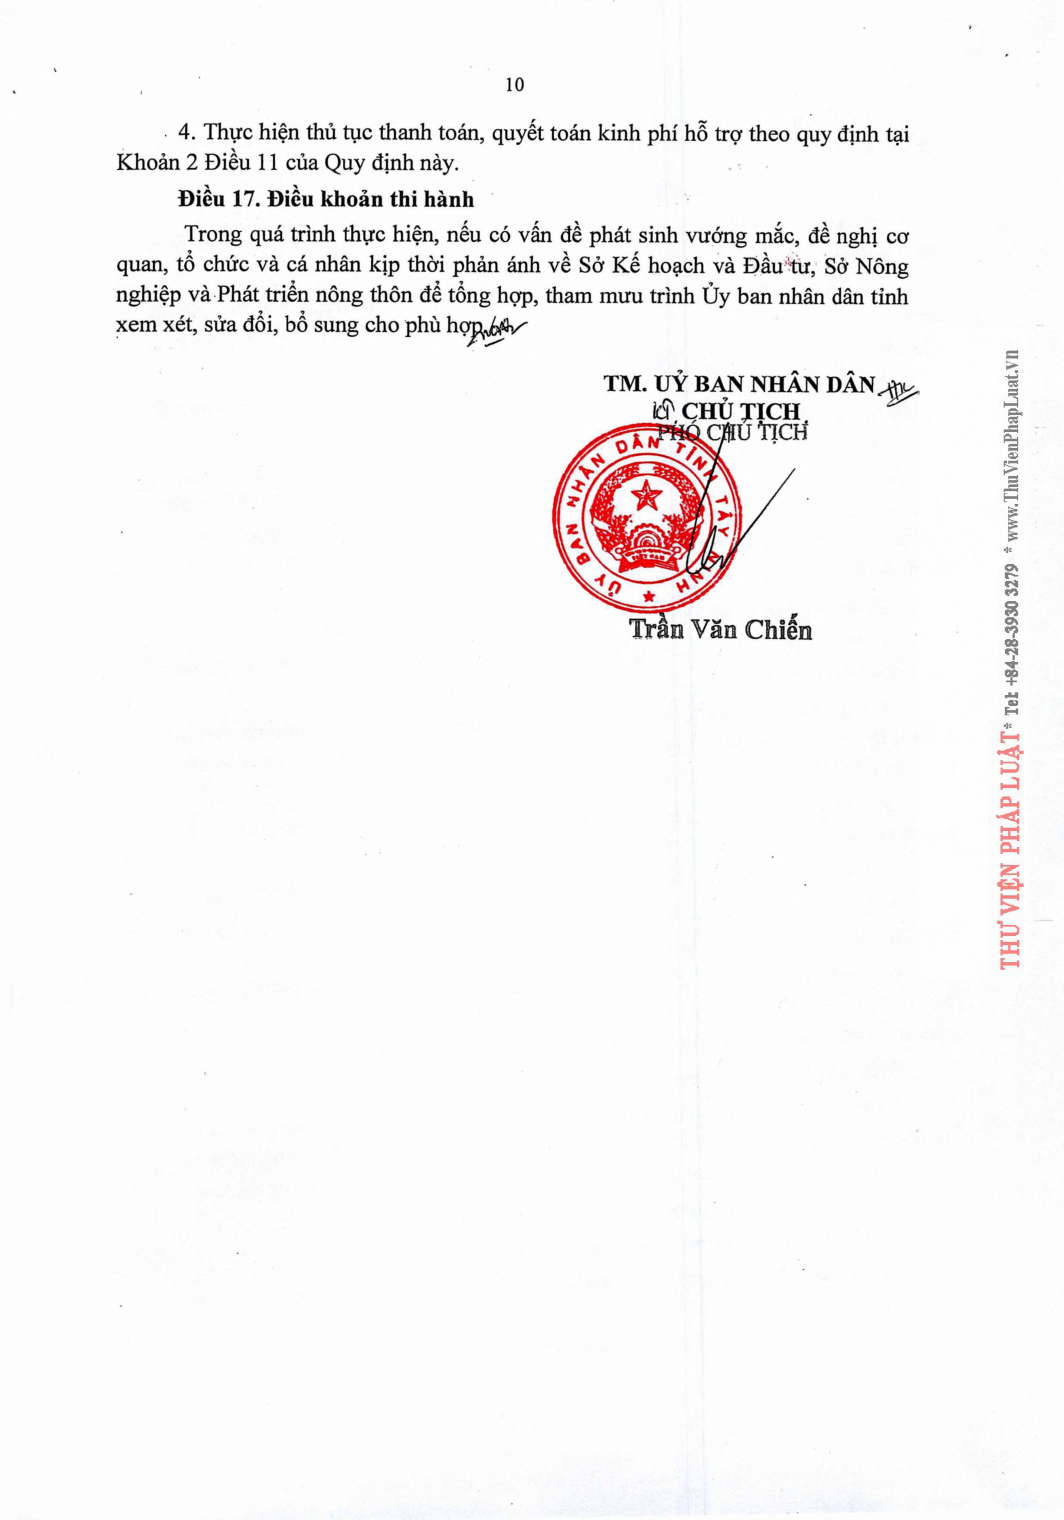 10
4. Thực hiện thủ tục thanh toán, quyết toán kinh phí hỗ trợ theo quy định tại
Khoản 2 Điều 11 của Quy định này.
Điều 17. Điều khoản thi hành
Trong quá trình thực hiện, nếu có vấn đề phát sinh vướng mắc, đề nghị cơ
quan, tổ chức và cá nhân kịp thời phản ánh về Sở Kế hoạch và Đầu tư, Sở Nông
nghiệp và Phát triển nông thôn để tổng hợp, tham mưu trình Ủy ban nhân dân tỉnh
xem xét, sửa đổi, bổ sung cho phù hợp
TM. UỶ BAN NHÂN DÂN
KT. CHỦ TỊCH
PHÓ CHỦ TỊCH
ỦY BAN NHÂN DÂN TỈNH TÂY NINH
VIỆT NAM
Trần Văn Chiến
THƯ VIỆN PHÁP LUẬT * Tel: +84-28-3930 3279 * www.ThuVienPhapLuat.vn